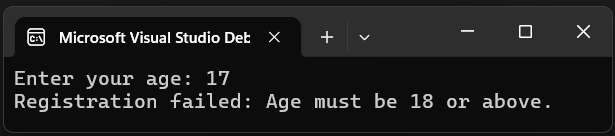 Microsoft Visual Studio Deb
Enter your age: 17
Registration failed: Age must be 18 or above.